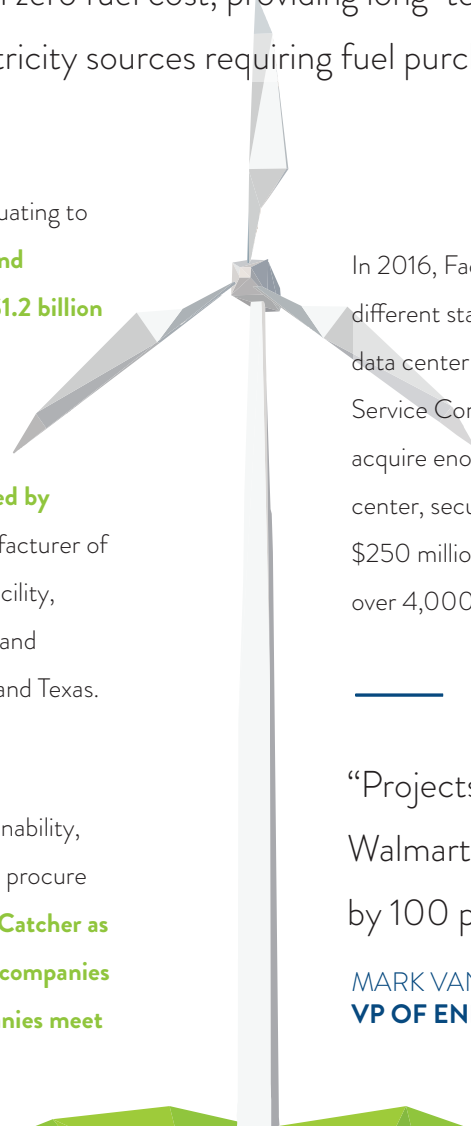 zero fuel cost, providing long-
tricity sources requiring fuel purc
uating to
nd
1.2 billion
ed by
facturer of
cility,
and
and Texas.
nability,
procure
Catcher as
companies
nies meet
In 2016, Fa
different sta
data center
Service Cor
acquire eno
center, secu
$250 millio
over 4,000
“Projects
Walmart
by 100 p
MARK VAN
VP OF EN